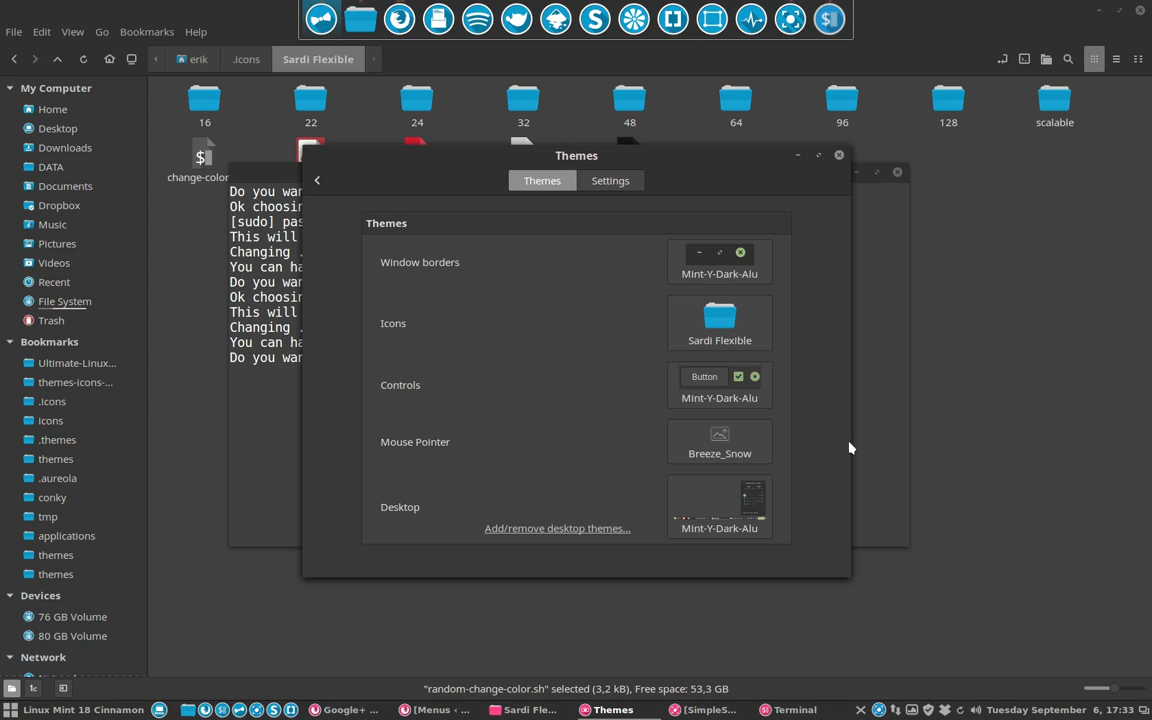 File Edit View Go Bookmarks Help
erik .icons Sardi Flexible
My Computer
Home
Desktop
Downloads
DATA
Documents
Dropbox
Music
Pictures
Videos
Recent
File System
Trash
Bookmarks
Ultimate-Linux...
themes-icons-...
.icons
icons
.themes
themes
.aureola
conky
tmp
applications
themes
themes
Devices
76 GB Volume
80 GB Volume
Network
16 22 24 32 48 64 96 128 scalable
change-color
Do you war
Ok choosir
[sudo] pas
This will
Changing .
You can ha
Do you war
Ok choosir
This will
Changing .
You can ha
Do you war
Themes
Themes Settings
Themes
Window borders
Mint-Y-Dark-Alu
Icons
Sardi Flexible
Controls
Button
Mint-Y-Dark-Alu
Mouse Pointer
Breeze_Snow
Desktop
Add/remove desktop themes...
Mint-Y-Dark-Alu
"random-change-color.sh" selected (3,2 kB), Free space: 53,3 GB
Linux Mint 18 Cinnamon Google+ ... [Menus ‹ ... Sardi Fle... Themes [SimpleS... Terminal Tuesday September 6, 17:33